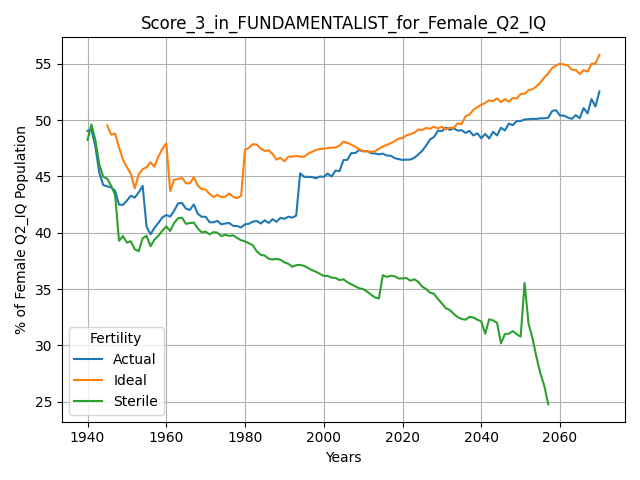 Score_3_in_FUNDAMENTALIST_for_Female_Q2_IQ
% of Female Q2_IQ Population
55
50
45
40
35
30
25
Fertility
Actual
Ideal
Sterile
1940 1960 1980 2000 2020 2040 2060
Years